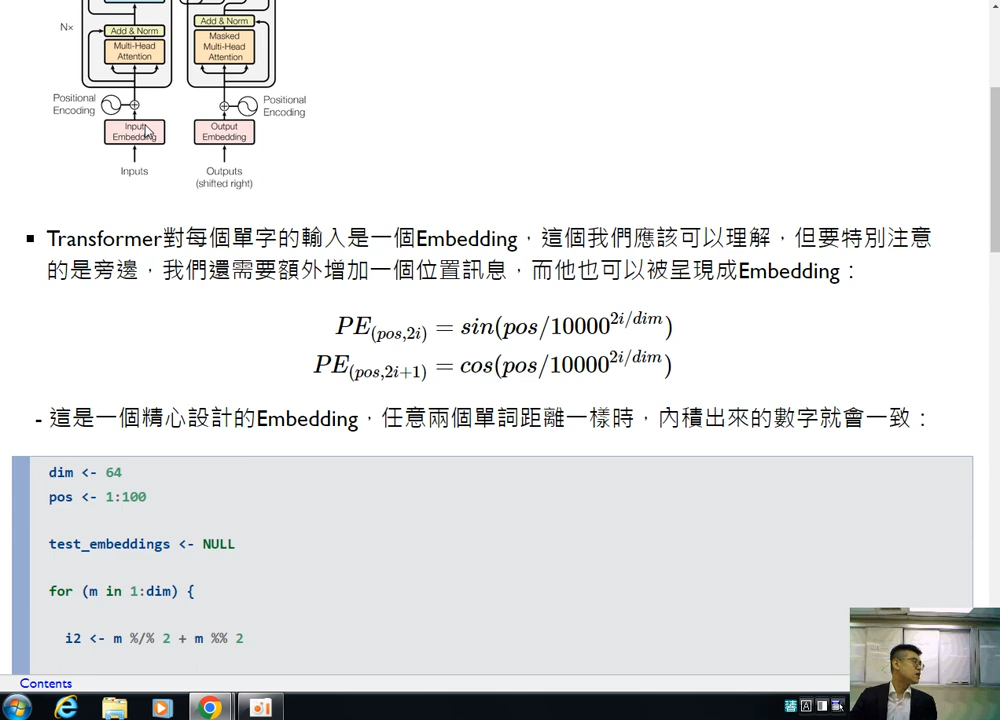 N×
Add & Norm
Multi-Head
Attention
Add & Norm
Masked
Multi-Head
Attention
Positional
Encoding
Positional
Encoding
Input
Embedding
Output
Embedding
Inputs
Outputs
(shifted right)
Transformer對每個單字的輸入是一個Embedding，這個我們應該可以理解，但要特別注意
的是旁邊，我們還需要額外增加一個位置訊息，而他也可以被呈現成Embedding：
PE(pos,2i) = sin(pos/10000^{2i/dim})
PE(pos,2i+1) = cos(pos/10000^{2i/dim})
- 這是一個精心設計的Embedding，任意兩個單詞距離一樣時，內積出來的數字就會一致：
dim <- 64
pos <- 1:100
test_embeddings <- NULL
for (m in 1:dim) {
i2 <- m %/% 2 + m %% 2
Contents